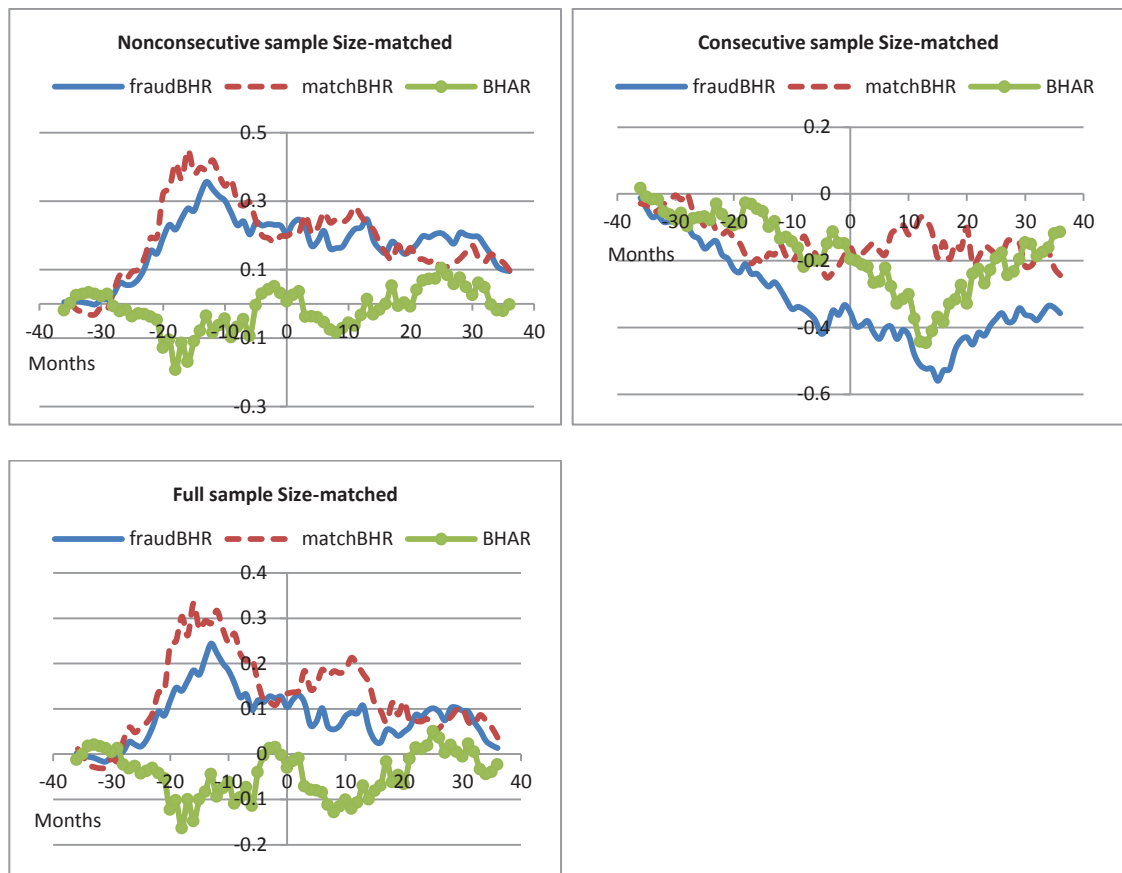 Nonconsecutive sample Size-matched
fraudBHR matchBHR BHAR
0.5
0.3
0.1
-40 -30 -20 -10 0 10 20 30 40
-0.1
Months
-0.3
Consecutive sample Size-matched
fraudBHR matchBHR BHAR
0.2
0
-40 -30 -20 -10 0 10 20 30 40
Months
-0.2
-0.4
-0.6
Full sample Size-matched
fraudBHR matchBHR BHAR
0.4
0.3
0.2
0.1
0
-40 -30 -20 -10 0 10 20 30 40
-0.1
Months
-0.2